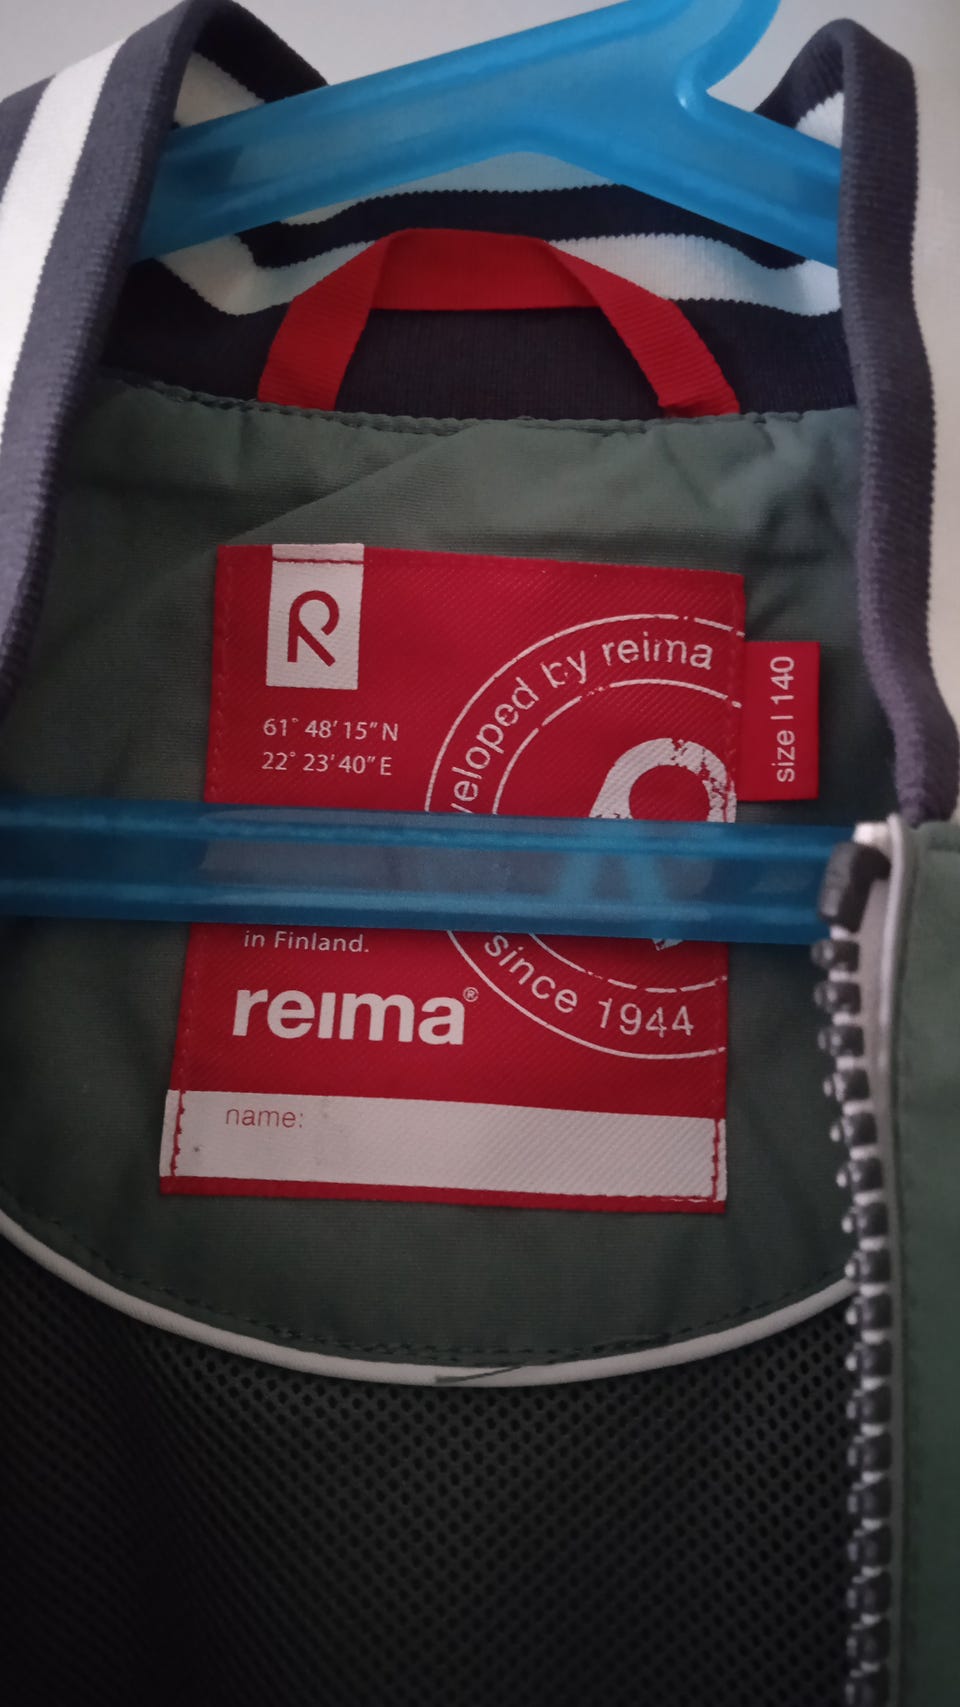 R
61° 48' 15" N
22° 23' 40" E
veloped by reima
size | 140
in Finland.
since 1944
reima®
name: